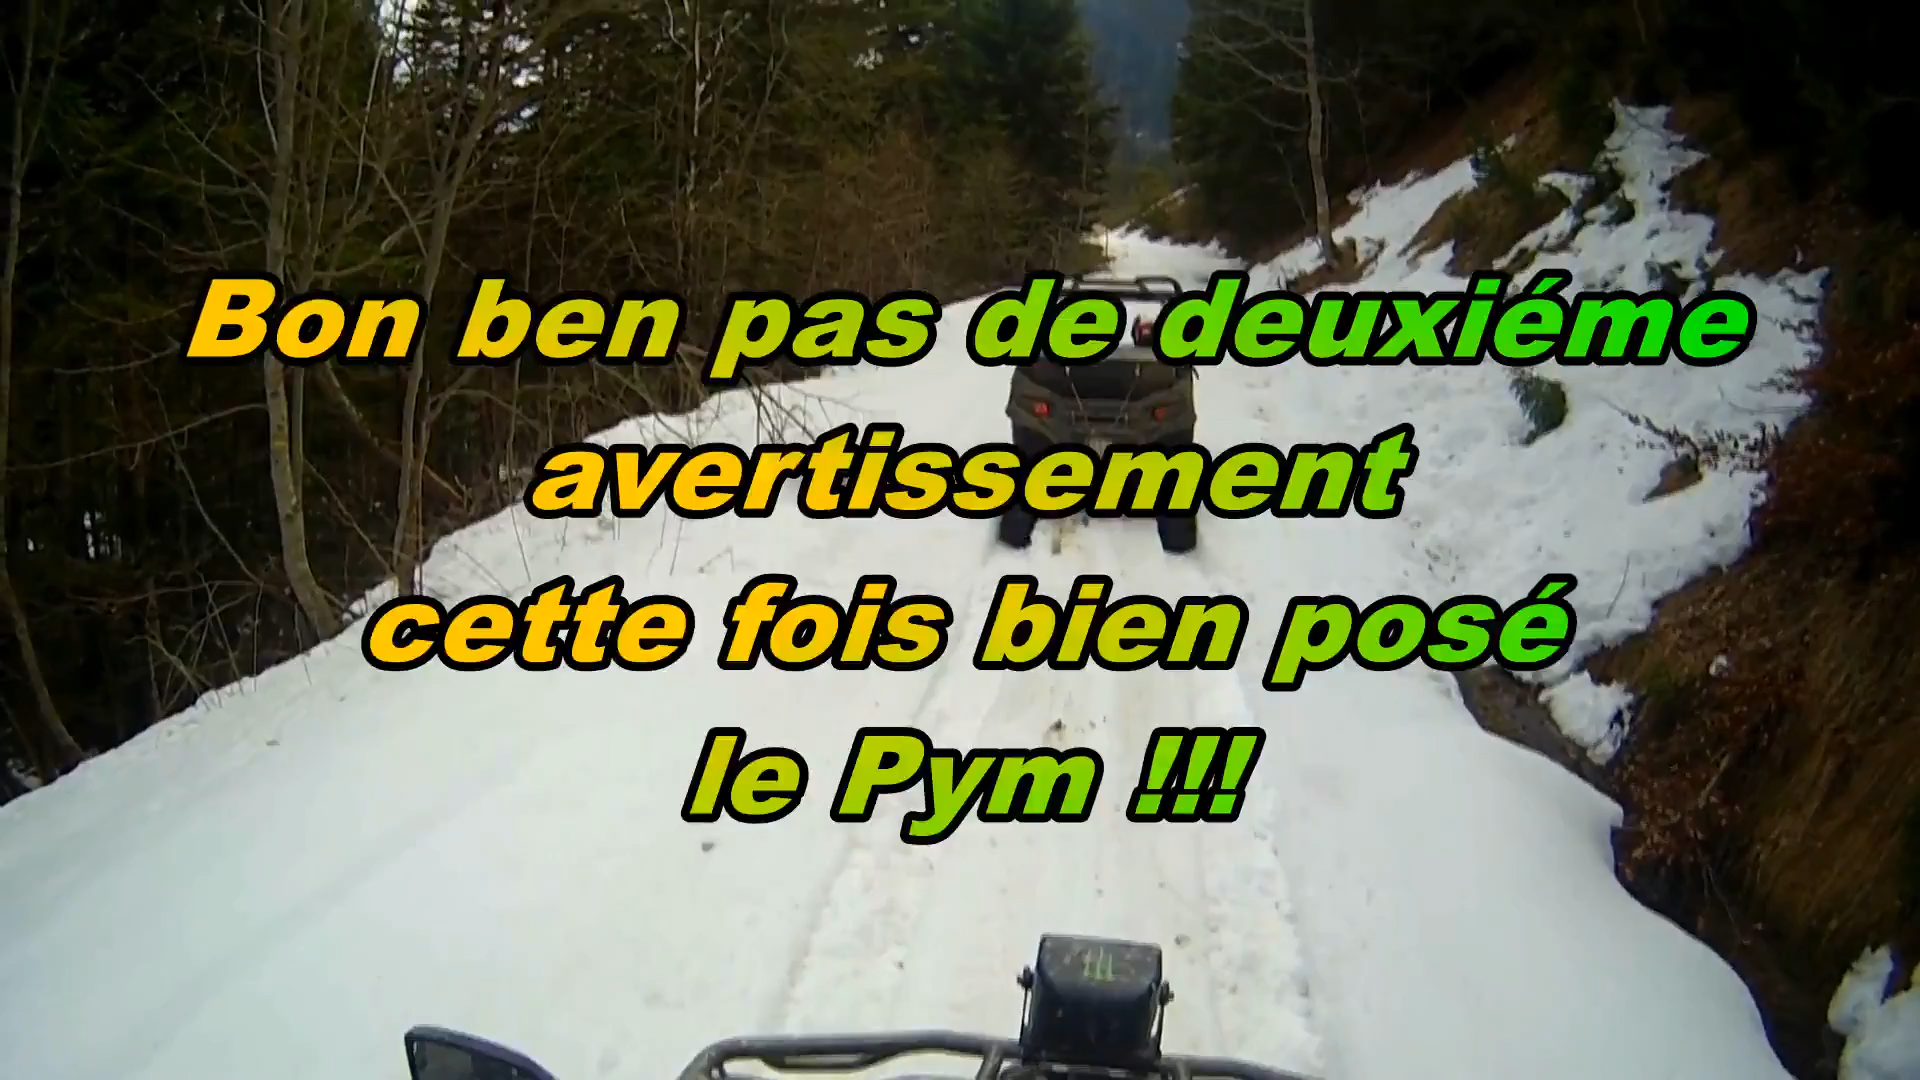 Bon ben pas de deuxiéme
avertissement
cette fois bien posé
le Pym !!!